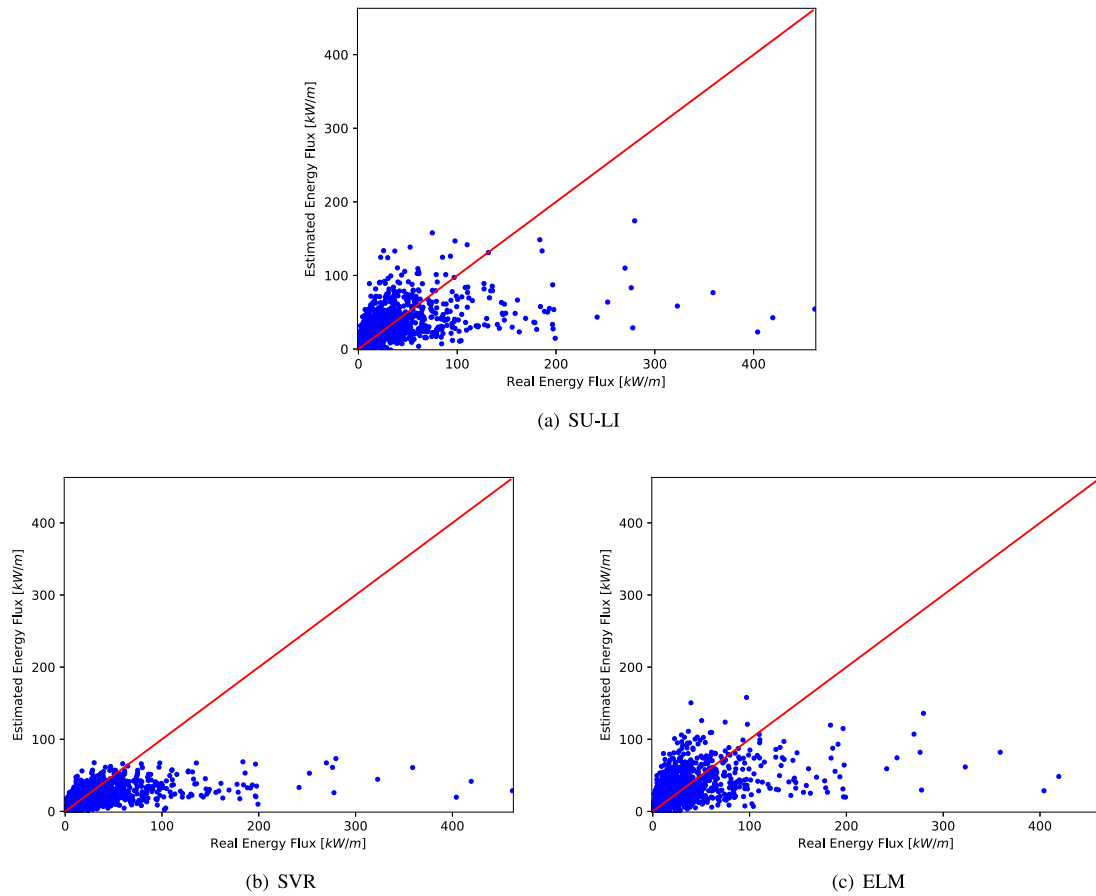 400
300
200
100
0
Estimated Energy Flux [kW/m]
0 100 200 300 400
Real Energy Flux [kW/m]
(a) SU-LI
400
300
200
100
0
Estimated Energy Flux [kW/m]
0 100 200 300 400
Real Energy Flux [kW/m]
(b) SVR
400
300
200
100
0
Estimated Energy Flux [kW/m]
0 100 200 300 400
Real Energy Flux [kW/m]
(c) ELM